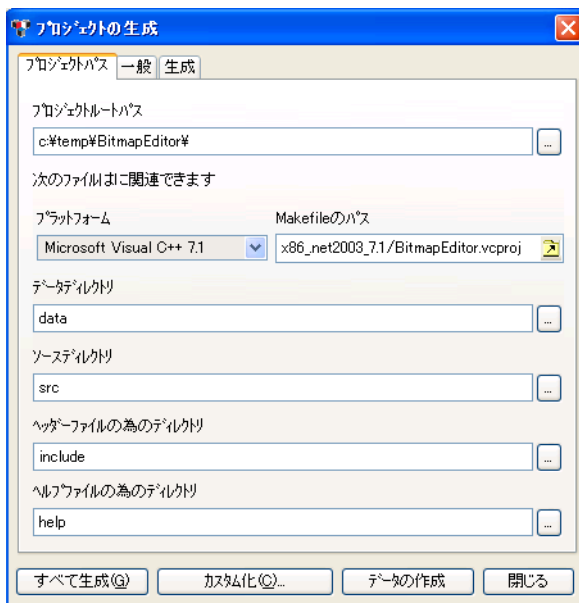 プロジェクトの生成
プロジェクトパス 一般 生成
プロジェクトルートパス
c:¥temp¥BitmapEditor¥
...
次のファイルはに関連できます
プラットフォーム Makefileのパス
Microsoft Visual C++ 7.1 x86_net2003_7.1/BitmapEditor.vcproj
データディレクトリ
data ...
ソースディレクトリ
src ...
ヘッダーファイルの為のディレクトリ
include ...
ヘルプファイルの為のディレクトリ
help ...
すべて生成(G) カスタム化(C)... データの作成 閉じる